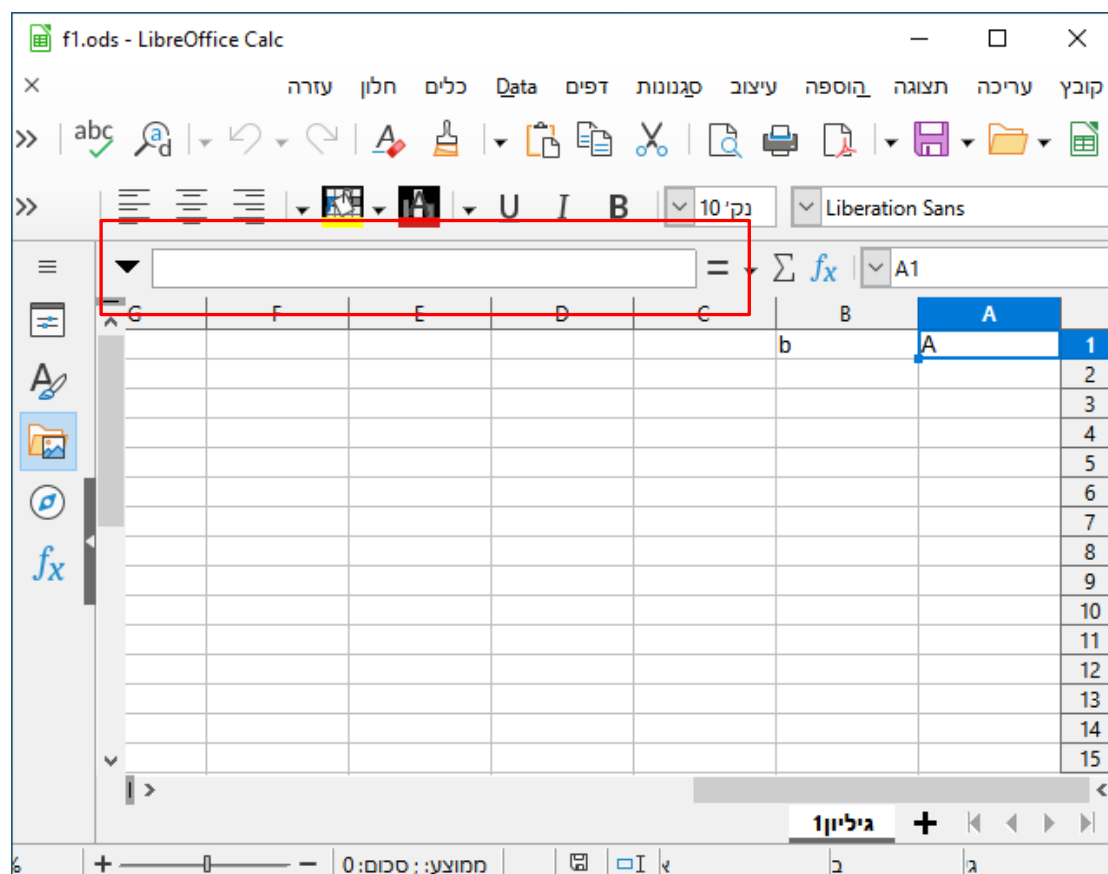 f1.ods - LibreOffice Calc
קובץ עריכה תצוגה הוספה עיצוב סגנונות דפים Data כלים חלון עזרה
abc
Liberation Sans 10 נק' B I U
A1 fx Σ =
A B C D E F G
1 A b
2
3
4
5
6
7
8
9
10
11
12
13
14
15
גיליון1
ממוצע: ; סכום: 0